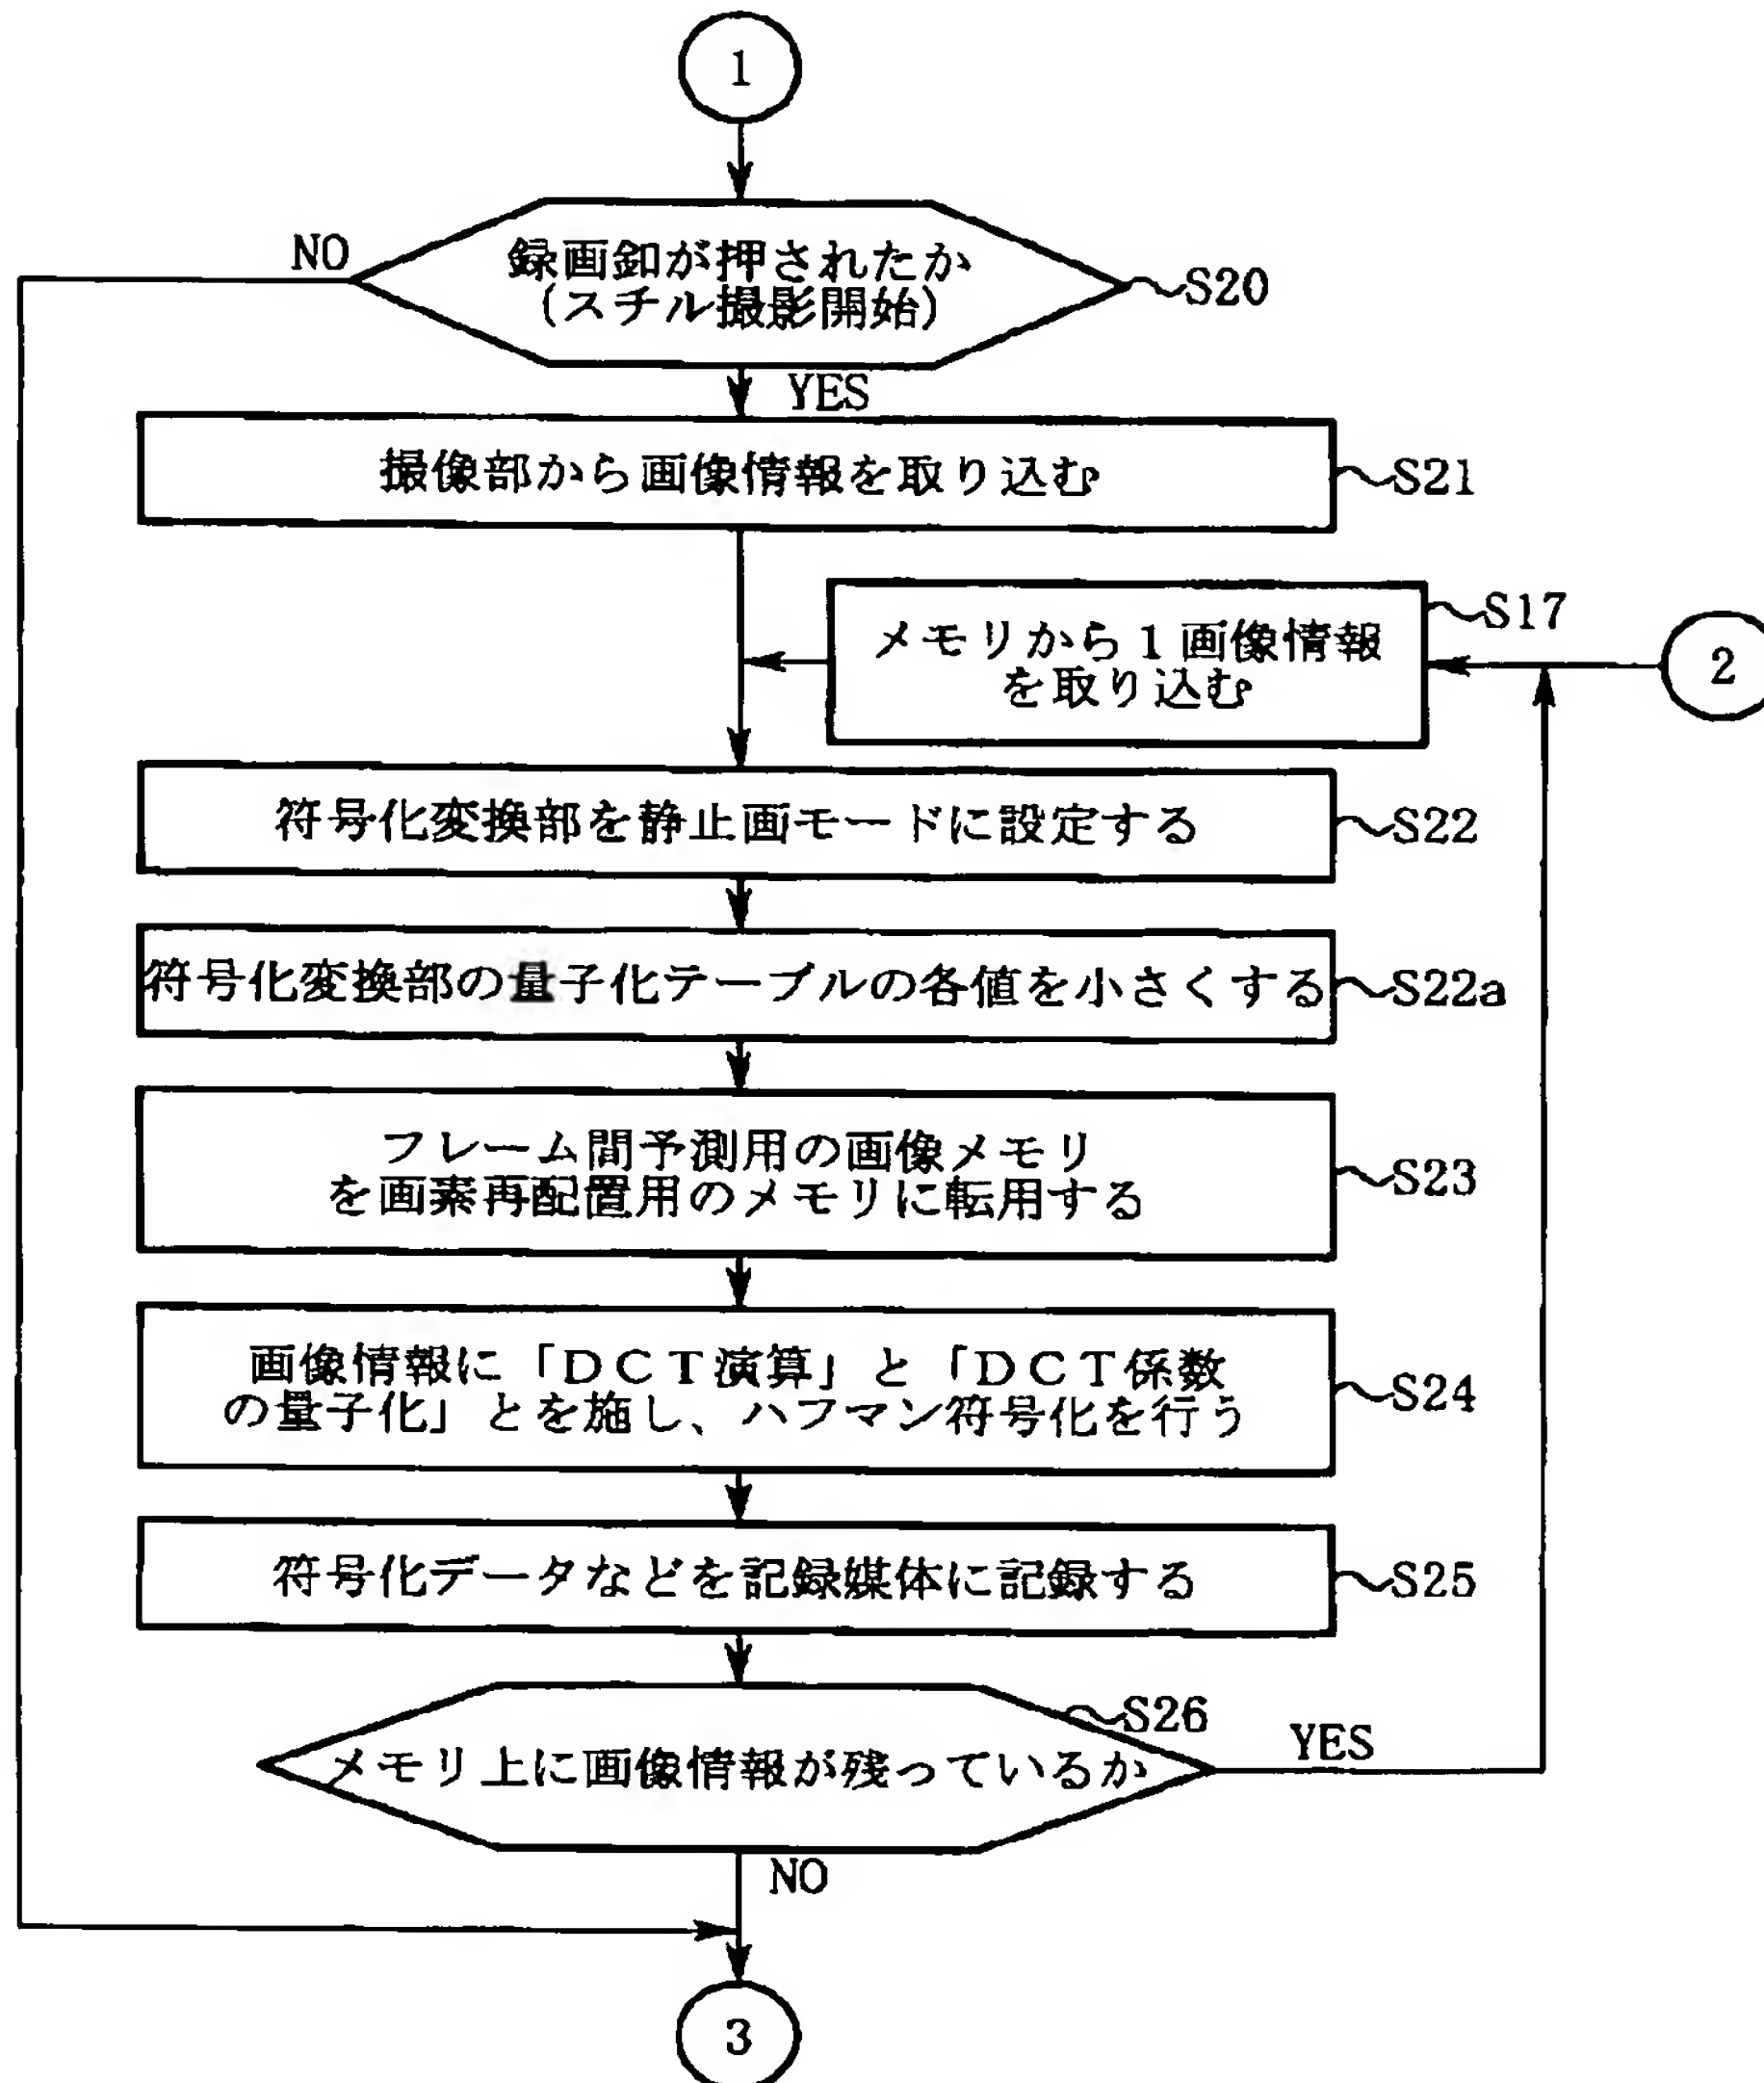 1
NO
録画釦が押されたか
(スチル撮影開始)
S20
YES
撮像部から画像情報を取り込む
S21
S17
メモリから1画像情報
を取り込む
2
符号化変換部を静止画モードに設定する
S22
符号化変換部の量子化テーブルの各値を小さくする
S22a
フレーム間予測用の画像メモリ
を画素再配置用のメモリに転用する
S23
画像情報に「DCT演算」と「DCT係数
の量子化」とを施し、ハフマン符号化を行う
S24
符号化データなどを記録媒体に記録する
S25
S26
メモリ上に画像情報が残っているか
YES
NO
3